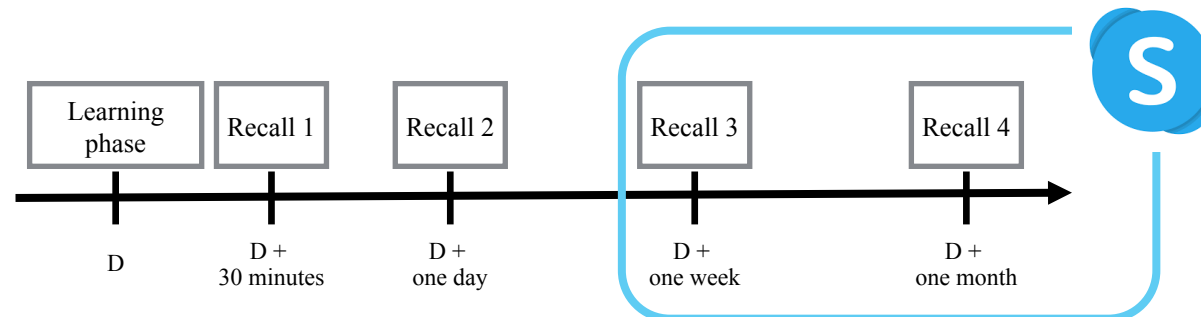 Learning
phase
Recall 1
Recall 2
Recall 3
Recall 4
S
D
D +
30 minutes
D +
one day
D +
one week
D +
one month